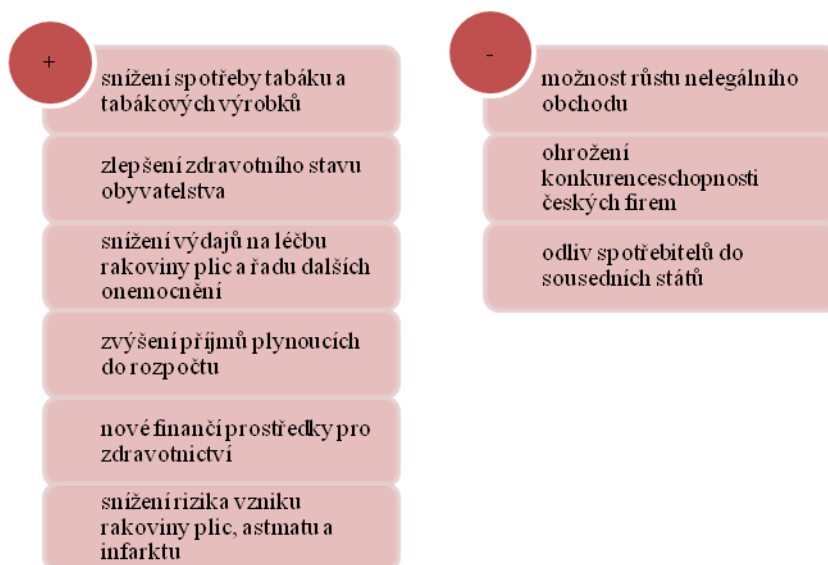 +
snížení spotřeby tabáku a
tabákových výrobků
zlepšení zdravotního stavu
obyvatelstva
snížení výdajů na léčbu
rakoviny plic a řadu dalších
onemocnění
zvýšení příjmů plynoucích
do rozpočtu
nové finančí prostředky pro
zdravotnictví
snížení rizika vzniku
rakoviny plic, astmatu a
infarktu
-
možnost růstu nelegálního
obchodu
ohrožení
konkurenceschopnosti
českých firem
odliv spotřebitelů do
sousedních států